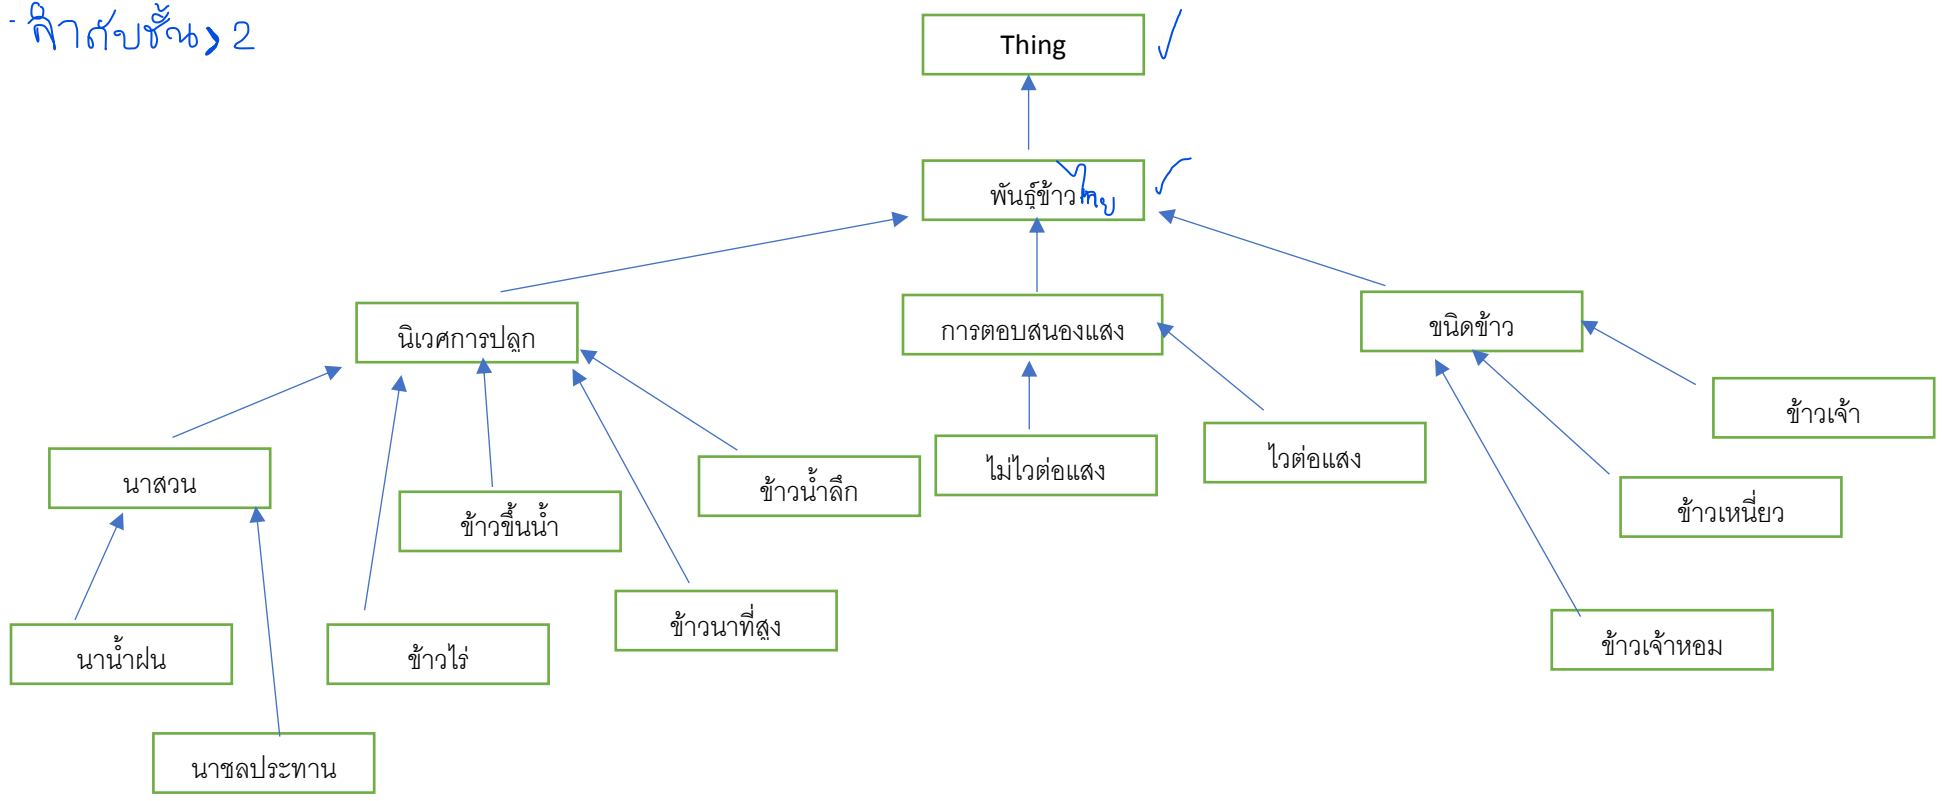 - ลำดับชั้น > 2
Thing
พันธุ์ข้าวไทย
นิเวศการปลูก
การตอบสนองแสง
ขนิดข้าว
ข้าวเจ้า
นาสวน
ข้าวน้ำลึก
ไม่ไวต่อแสง
ไวต่อแสง
ข้าวขึ้นน้ำ
ข้าวเหนี่ยว
นาน้ำฝน
ข้าวไร่
ข้าวนาที่สูง
ข้าวเจ้าหอม
นาชลประทาน